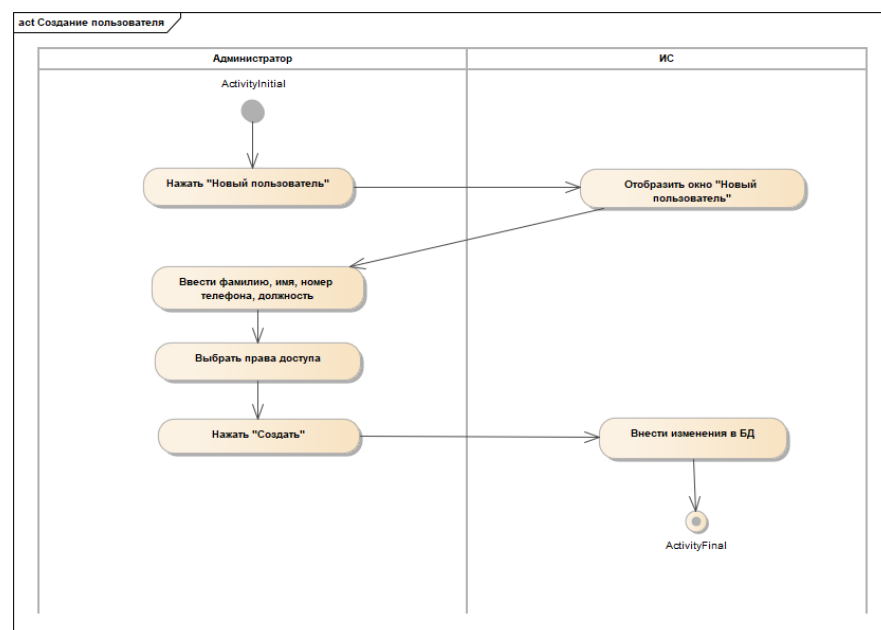 act Создание пользователя
Администратор
ИС
ActivityInitial
Нажать "Новый пользователь"
Отобразить окно "Новый
пользователь"
Ввести фамилию, имя, номер
телефона, должность
Выбрать права доступа
Нажать "Создать"
Внести изменения в БД
ActivityFinal